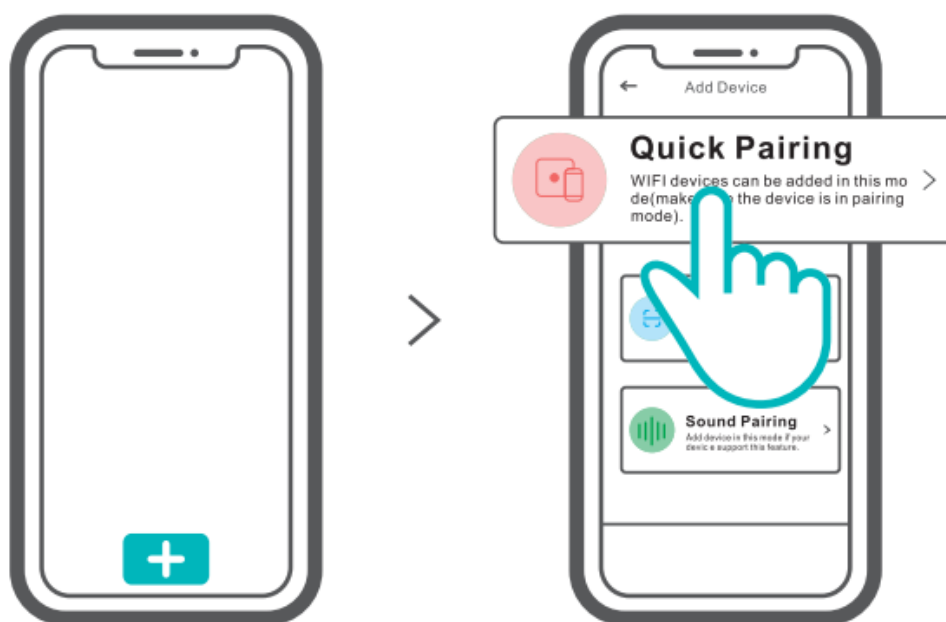 Add Device
Quick Pairing
WIFI devices can be added in this mo
de(make the device is in pairing
mode).
Sound Pairing
Add device in this mode if your
devic e support this feature.